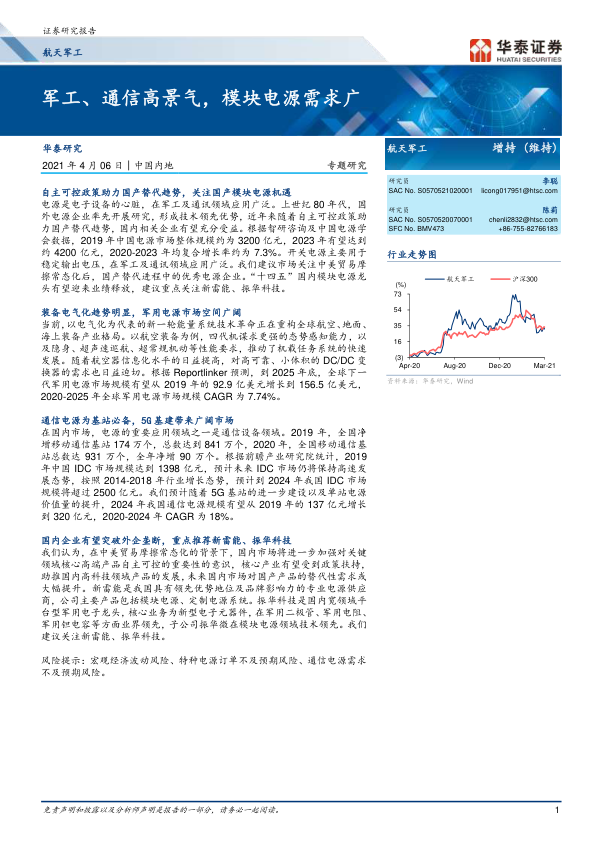 证券研究报告
航天军工
华泰证券
HUATAI SECURITIES
军工、通信高景气，模块电源需求广
华泰研究
2021 年 4 月 06 日│中国内地
专题研究
航天军工
增持 (维持)
研究员
李聪
SAC No. S0570521020001
licong017951@htsc.com
研究员
陈莉
SAC No. S0570520070001
chenli2832@htsc.com
SFC No. BMV473
+86-755-82766183
自主可控政策助力国产替代趋势，关注国产模块电源机遇
电源是电子设备的心脏，在军工及通讯领域应用广泛。上世纪 80 年代，国
外电源企业率先开展研究，形成技术领先优势，近年来随着自主可控政策助
力国产替代趋势，国内相关企业有望充分受益。根据智研咨询及中国电源学
会数据，2019 年中国电源市场整体规模约为 3200 亿元，2023 年有望达到
约 4200 亿元，2020-2023 年均复合增长率约为 7.3%。开关电源主要用于
稳定输出电压，在军工及通讯领域应用广泛。我们建议市场关注中美贸易摩
擦常态化后，国产替代进程中的优秀电源企业。“十四五”国内模块电源龙
头有望迎来业绩释放，建议重点关注新雷能、振华科技。
装备电气化趋势明显，军用电源市场空间广阔
当前，以电气化为代表的新一轮能量系统技术革命正在重构全球航空、地面、
海上装备产业格局。以航空装备为例，四代机谋求更强的态势感知能力，以
及隐身、超声速巡航、超常规机动等性能要求，推动了机载任务系统的快速
发展。随着航空器信息化水平的日益提高，对高可靠、小体积的 DC/DC 变
换器的需求也日益迫切。根据 Reportlinker 预测，到 2025 年底，全球下一
代军用电源市场规模有望从 2019 年的 92.9 亿美元增长到 156.5 亿美元，
2020-2025 年全球军用电源市场规模 CAGR 为 7.74%。
通信电源为基站必备，5G 基建带来广阔市场
在国内市场，电源的重要应用领域之一是通信设备领域。2019 年，全国净
增移动通信基站 174 万个，总数达到 841 万个，2020 年，全国移动通信基
站总数达 931 万个，全年净增 90 万个。根据前瞻产业研究院统计，2019
年中国 IDC 市场规模达到 1398 亿元，预计未来 IDC 市场仍将保持高速发
展态势，按照 2014-2018 年行业增长态势，预计到 2024 年我国 IDC 市场
规模将超过 2500 亿元。我们预计随着 5G 基站的进一步建设以及单站电源
价值量的提升，2024 年我国通信电源规模有望从 2019 年的 137 亿元增长
到 320 亿元，2020-2024 年 CAGR 为 18%。
国内企业有望突破外企垄断，重点推荐新雷能、振华科技
我们认为，在中美贸易摩擦常态化的背景下，国内市场将进一步加强对关键
领域核心高端产品自主可控的重要性的意识，核心产业有望受到政策扶持，
助推国内高科技领域产品的发展，未来国内市场对国产产品的替代性需求或
大幅提升。新雷能是我国具有领先优势地位及品牌影响力的专业电源供应
商，公司主要产品包括模块电源、定制电源系统。振华科技是国内宽领域平
台型军用电子龙头，核心业务为新型电子元器件，在军用二极管、军用电阻、
军用钽电容等方面业界领先，子公司振华微在模块电源领域技术领先。我们
建议关注新雷能、振华科技。
风险提示：宏观经济波动风险、特种电源订单不及预期风险、通信电源需求
不及预期风险。
行业走势图
(%)
航天军工
沪深300
73
54
35
16
(3)
Apr-20
Aug-20
Dec-20
Mar-21
资料来源：华泰研究，Wind
免责声明和披露以及分析师声明是报告的一部分，请务必一起阅读。
1